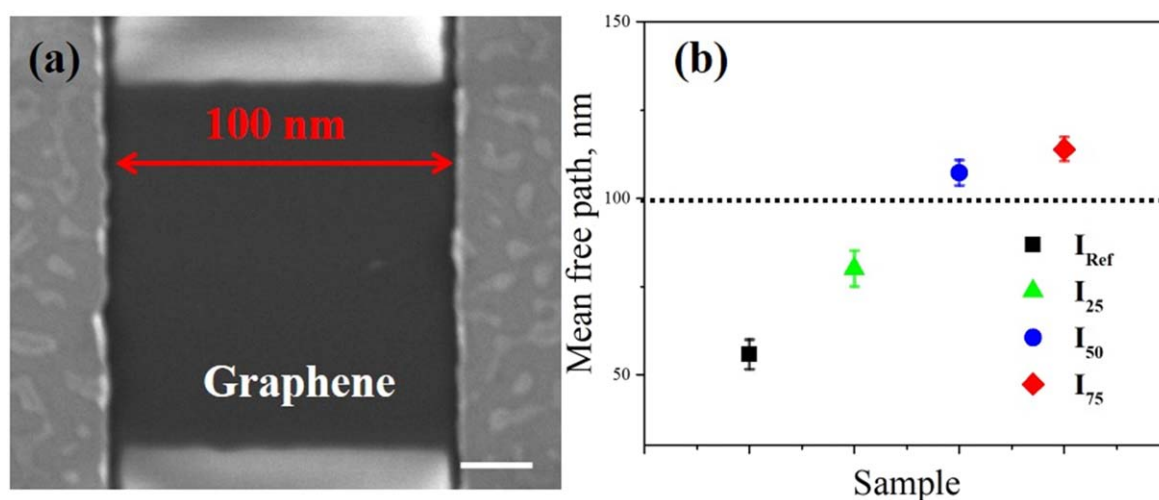 (a)
100 nm
Graphene
(b)
Mean free path, nm
150
100
50
Sample
I_Ref
I_25
I_50
I_75